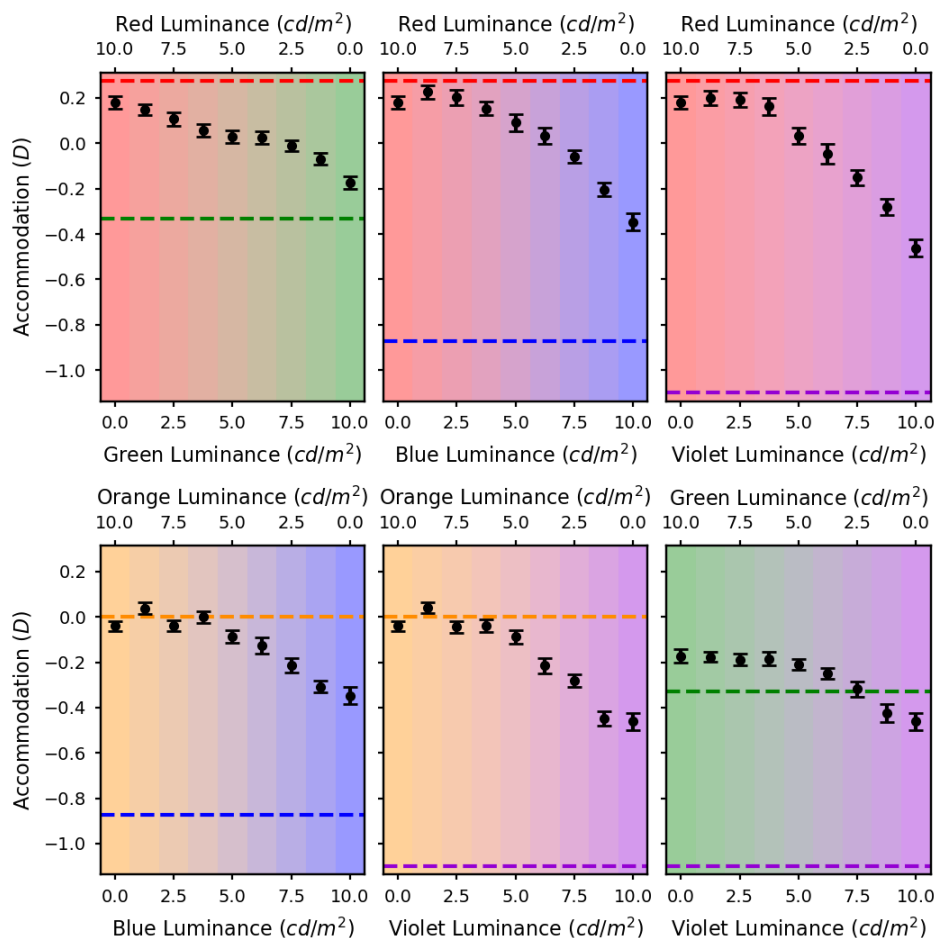 Red Luminance (cd/m²) Red Luminance (cd/m²) Red Luminance (cd/m²)
10.0 7.5 5.0 2.5 0.0 10.0 7.5 5.0 2.5 0.0 10.0 7.5 5.0 2.5 0.0
Accommodation (D)
0.2
0.0
−0.2
−0.4
−0.6
−0.8
−1.0
0.0 2.5 5.0 7.5 10.0 0.0 2.5 5.0 7.5 10.0 0.0 2.5 5.0 7.5 10.0
Green Luminance (cd/m²) Blue Luminance (cd/m²) Violet Luminance (cd/m²)
Orange Luminance (cd/m²) Orange Luminance (cd/m²) Green Luminance (cd/m²)
10.0 7.5 5.0 2.5 0.0 10.0 7.5 5.0 2.5 0.0 10.0 7.5 5.0 2.5 0.0
Accommodation (D)
0.2
0.0
−0.2
−0.4
−0.6
−0.8
−1.0
0.0 2.5 5.0 7.5 10.0 0.0 2.5 5.0 7.5 10.0 0.0 2.5 5.0 7.5 10.0
Blue Luminance (cd/m²) Violet Luminance (cd/m²) Violet Luminance (cd/m²)